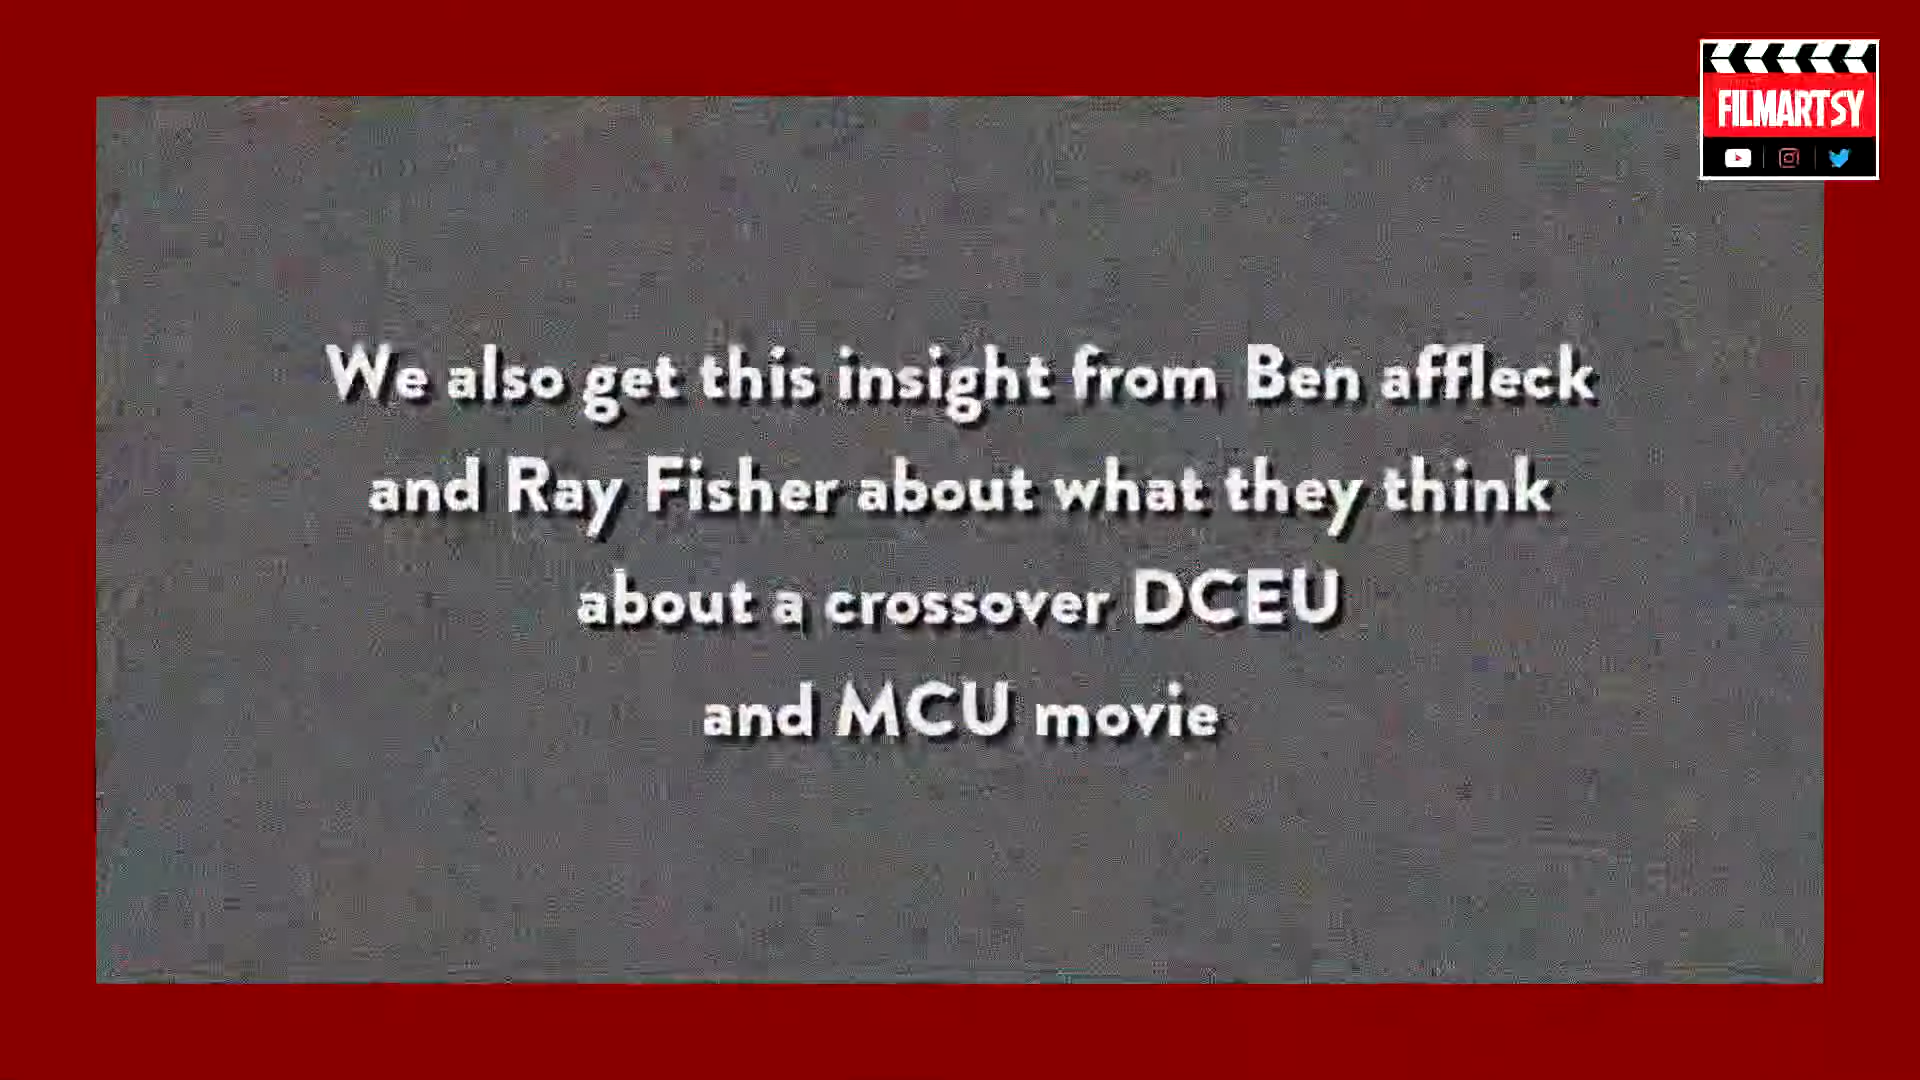 FILMARTSY
We also get this insight from Ben affleck
and Ray Fisher about what they think
about a crossover DCEU
and MCU movie